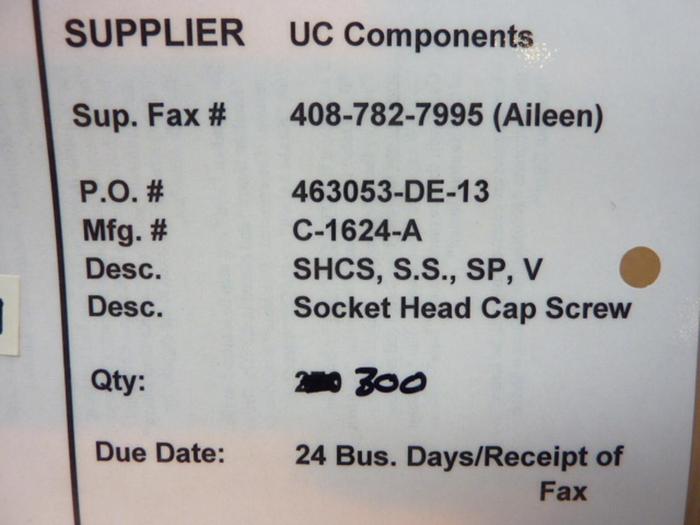 SUPPLIER UC Components
Sup. Fax # 408-782-7995 (Aileen)
P.O. # 463053-DE-13
Mfg. # C-1624-A
Desc. SHCS, S.S., SP, V
Desc. Socket Head Cap Screw
Qty: 300
Due Date: 24 Bus. Days/Receipt of
Fax